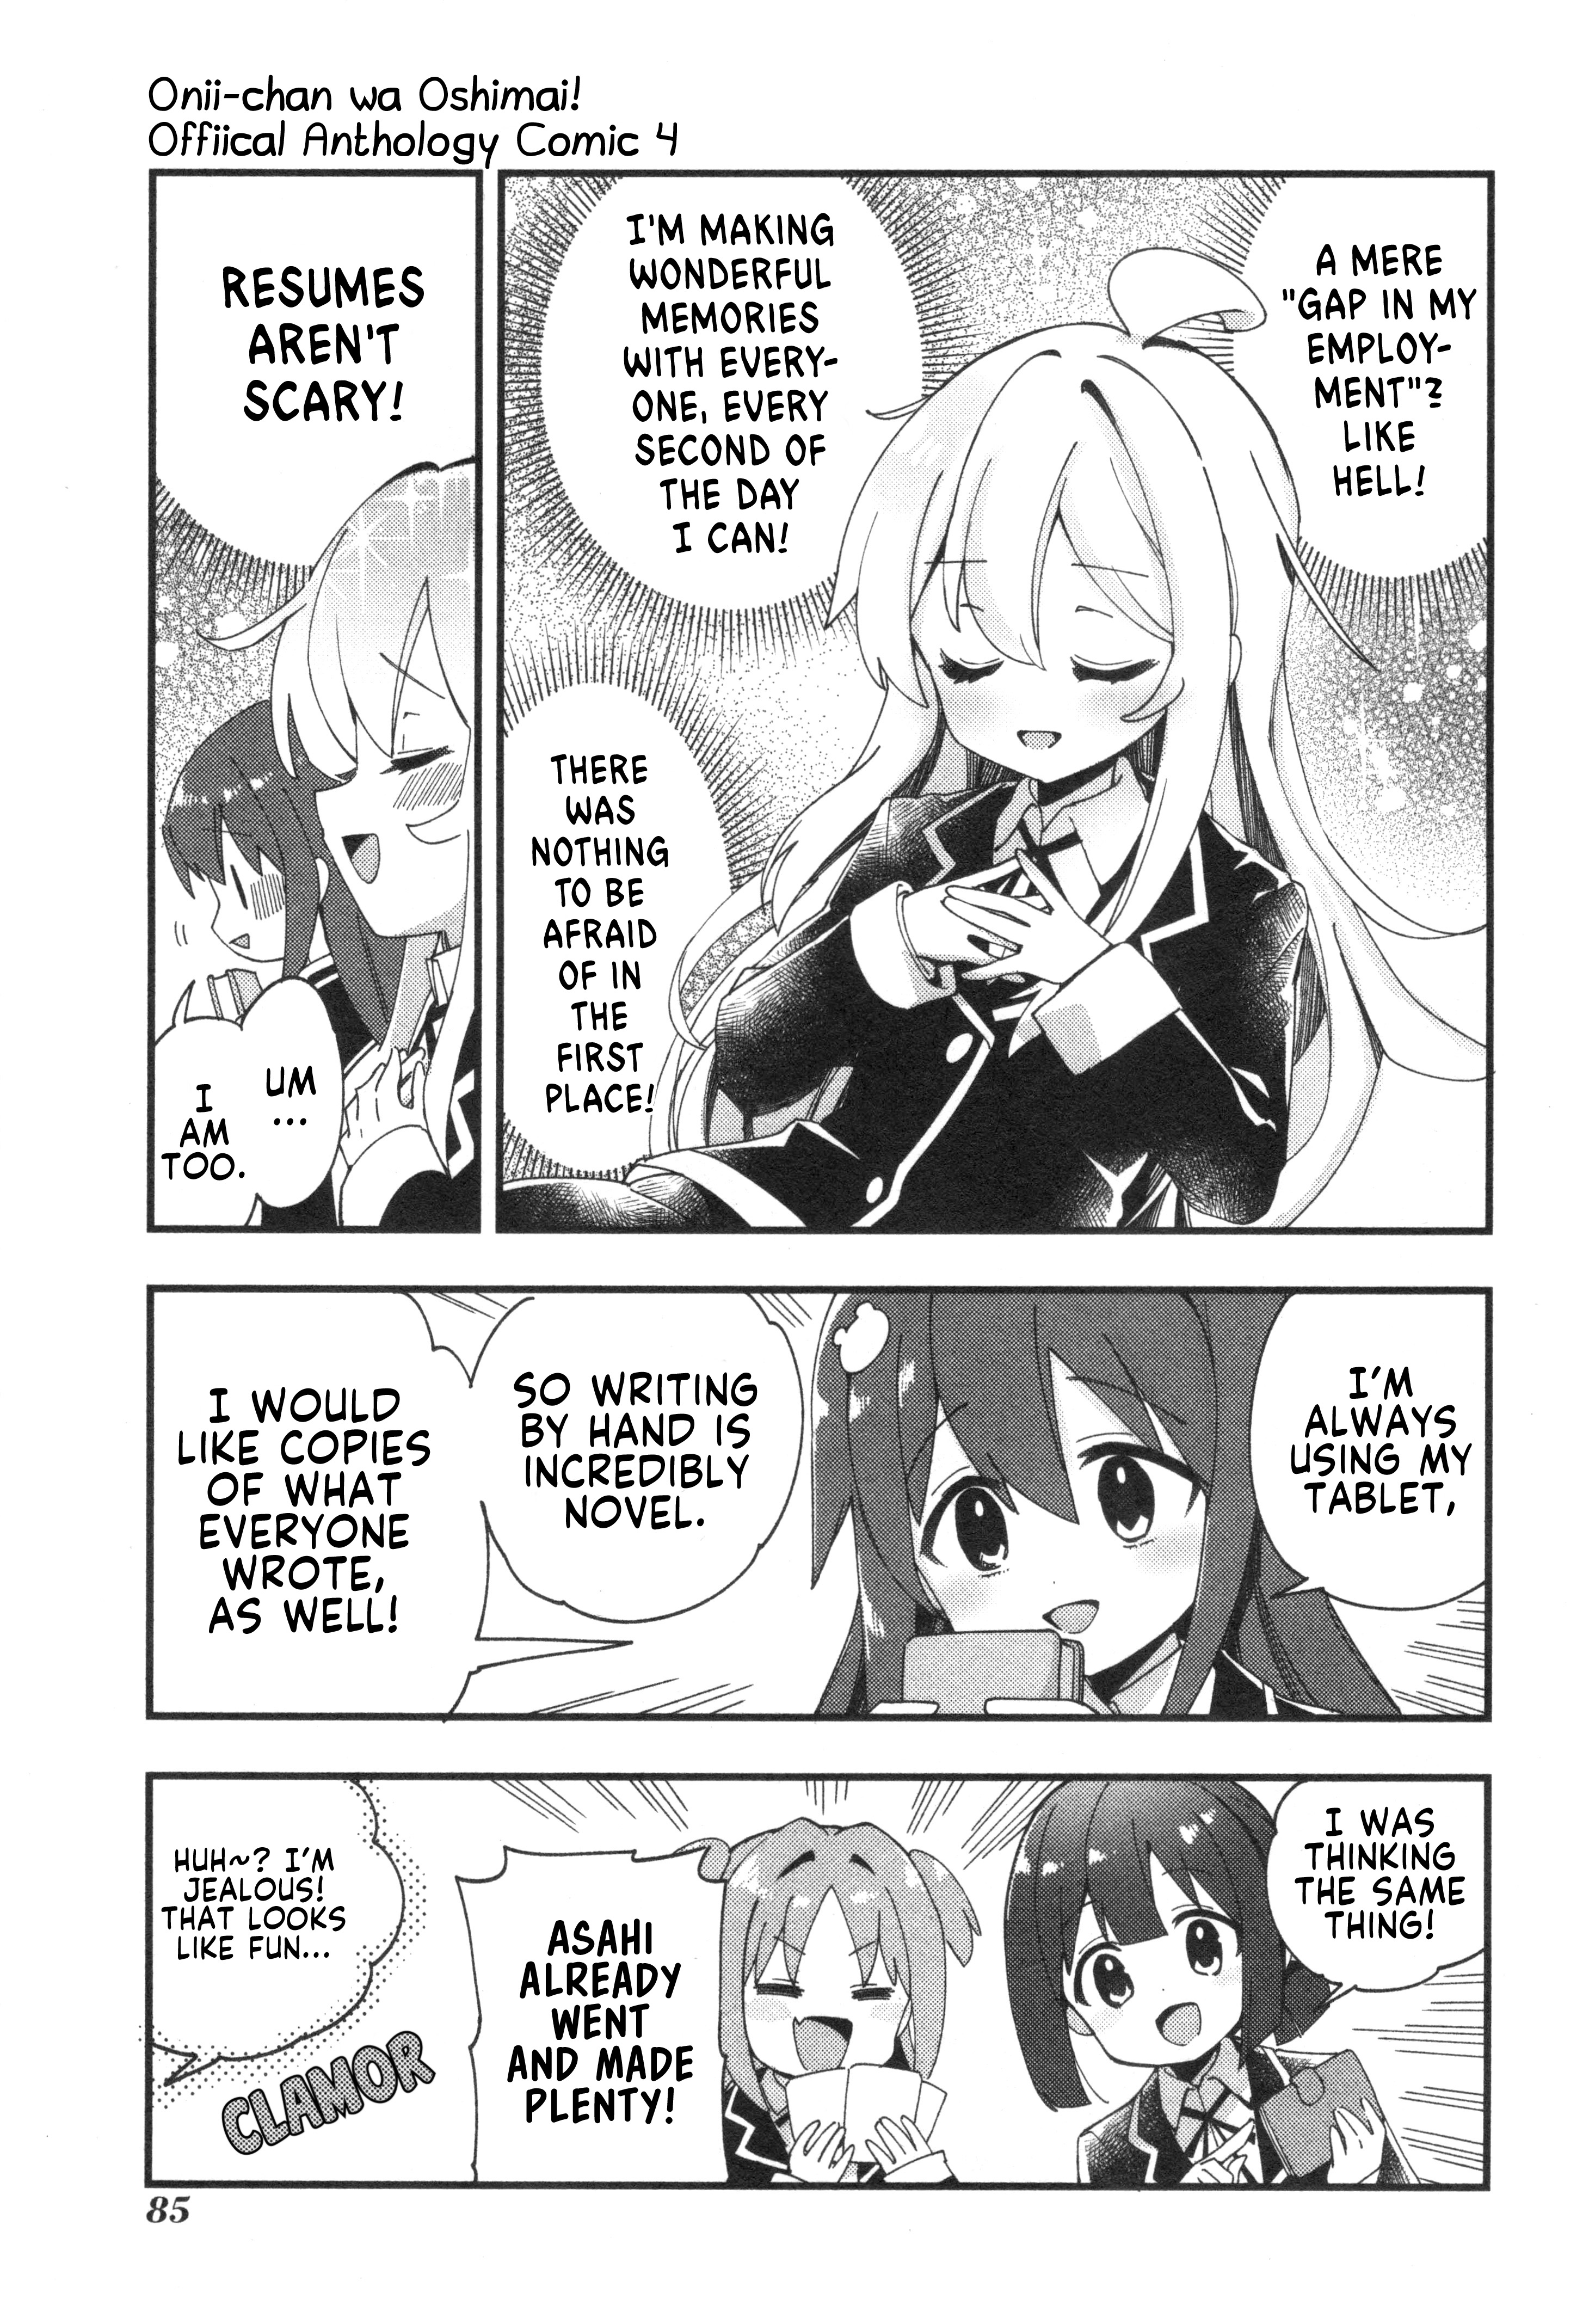 Onii-chan wa Oshimai!
Offiical Anthology Comic 4
A MERE
"GAP IN MY
EMPLOY-
MENT"?
LIKE
HELL!
I'M MAKING
WONDERFUL
MEMORIES
WITH EVERY-
ONE, EVERY
SECOND OF
THE DAY
I CAN!
THERE
WAS
NOTHING
TO BE
AFRAID
OF IN
THE
FIRST
PLACE!
RESUMES
AREN'T
SCARY!
UM
...
I
AM
TOO.
I'M
ALWAYS
USING MY
TABLET,
SO WRITING
BY HAND IS
INCREDIBLY
NOVEL.
I WOULD
LIKE COPIES
OF WHAT
EVERYONE
WROTE,
AS WELL!
I WAS
THINKING
THE SAME
THING!
ASAHI
ALREADY
WENT
AND MADE
PLENTY!
HUH~? I'M
JEALOUS!
THAT LOOKS
LIKE FUN...
CLAMOR
85